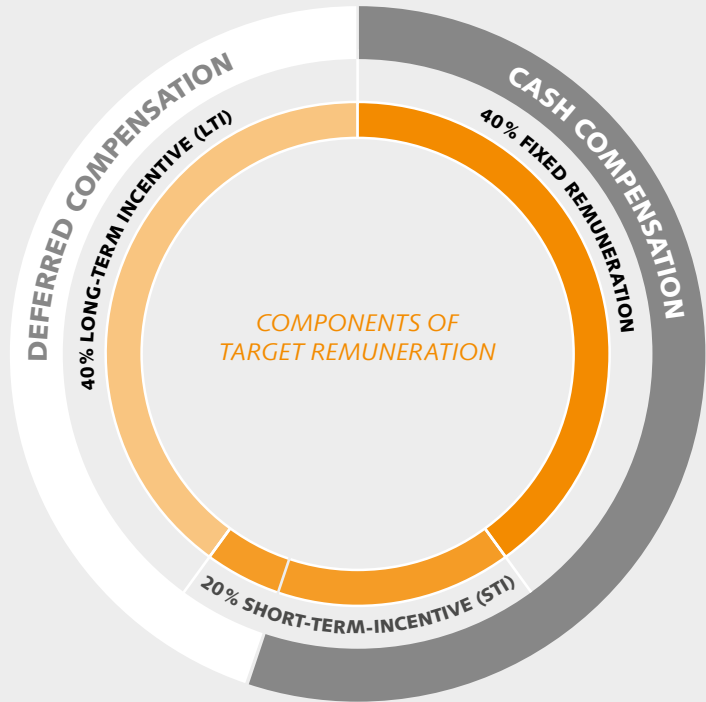 DEFERRED COMPENSATION
CASH COMPENSATION
40% LONG-TERM INCENTIVE (LTI)
40% FIXED REMUNERATION
COMPONENTS OF
TARGET REMUNERATION
20% SHORT-TERM-INCENTIVE (STI)